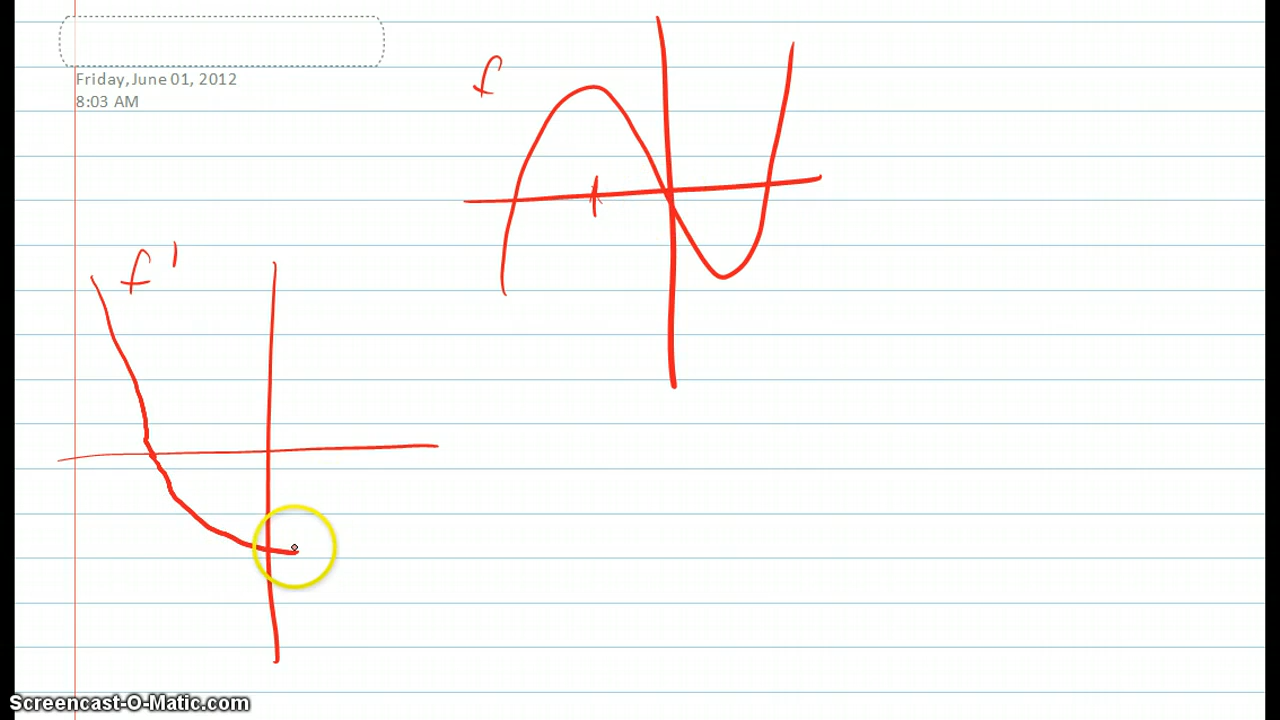 Friday, June 01, 2012
8:03 AM
f
f'
Screencast-O-Matic.com